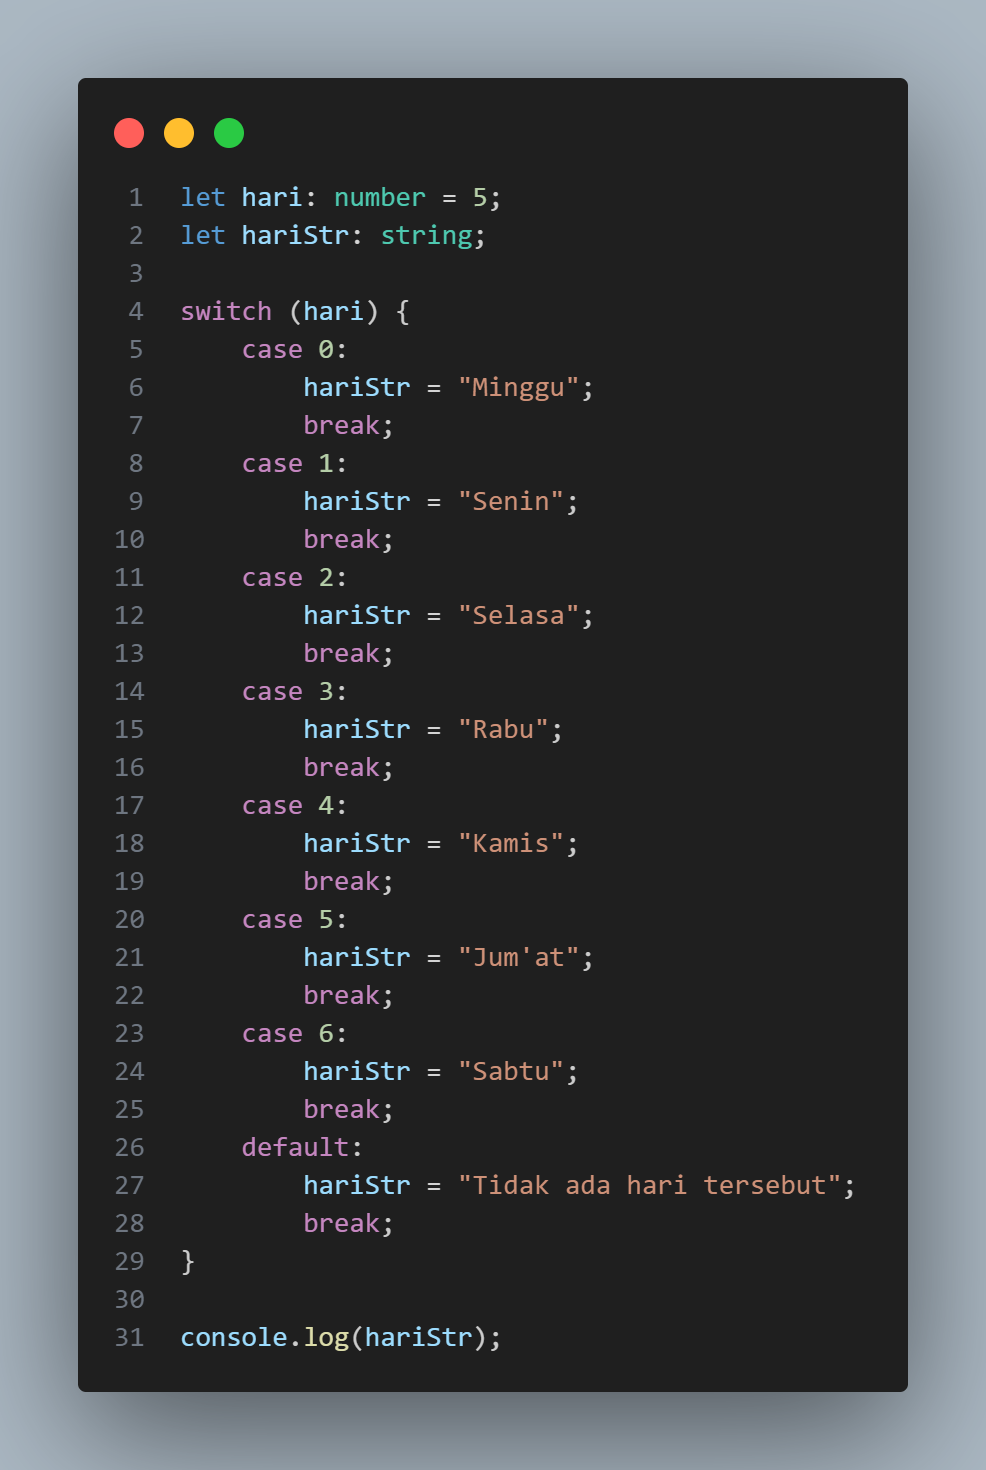 1 let hari: number = 5;
2 let hariStr: string;
3
4 switch (hari) {
5     case 0:
6         hariStr = "Minggu";
7         break;
8     case 1:
9         hariStr = "Senin";
10         break;
11     case 2:
12         hariStr = "Selasa";
13         break;
14     case 3:
15         hariStr = "Rabu";
16         break;
17     case 4:
18         hariStr = "Kamis";
19         break;
20     case 5:
21         hariStr = "Jum'at";
22         break;
23     case 6:
24         hariStr = "Sabtu";
25         break;
26     default:
27         hariStr = "Tidak ada hari tersebut";
28         break;
29 }
30
31 console.log(hariStr);